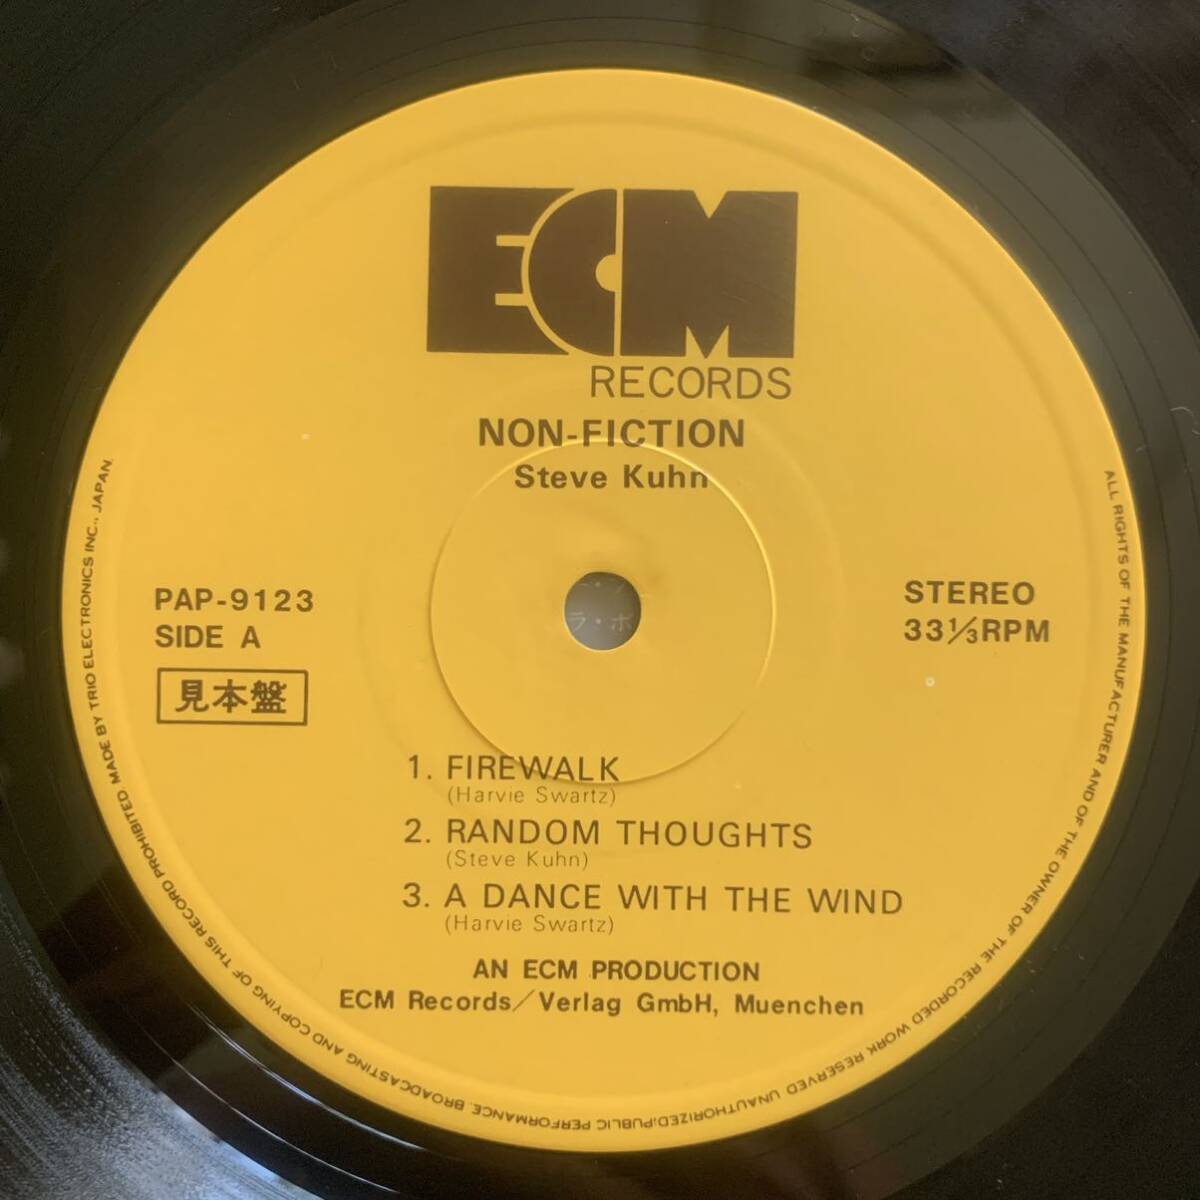 ECM
RECORDS
NON-FICTION
Steve Kuhn
PAP-9123
SIDE A
見本盤
STEREO
33⅓RPM
ラ・ボ
1. FIREWALK
(Harvie Swartz)
2. RANDOM THOUGHTS
(Steve Kuhn)
3. A DANCE WITH THE WIND
(Harvie Swartz)
AN ECM PRODUCTION
ECM Records/Verlag GmbH, Muenchen
ALL RIGHTS OF THE MANUFACTURER AND OF THE OWNER OF THE RECORDED WORK RESERVED. UNAUTHORIZED; PUBLIC PERFORMANCE, BROADCASTING AND COPYING OF THIS RECORD PROHIBITED. MADE BY TRIO ELECTRONICS INC., JAPAN.